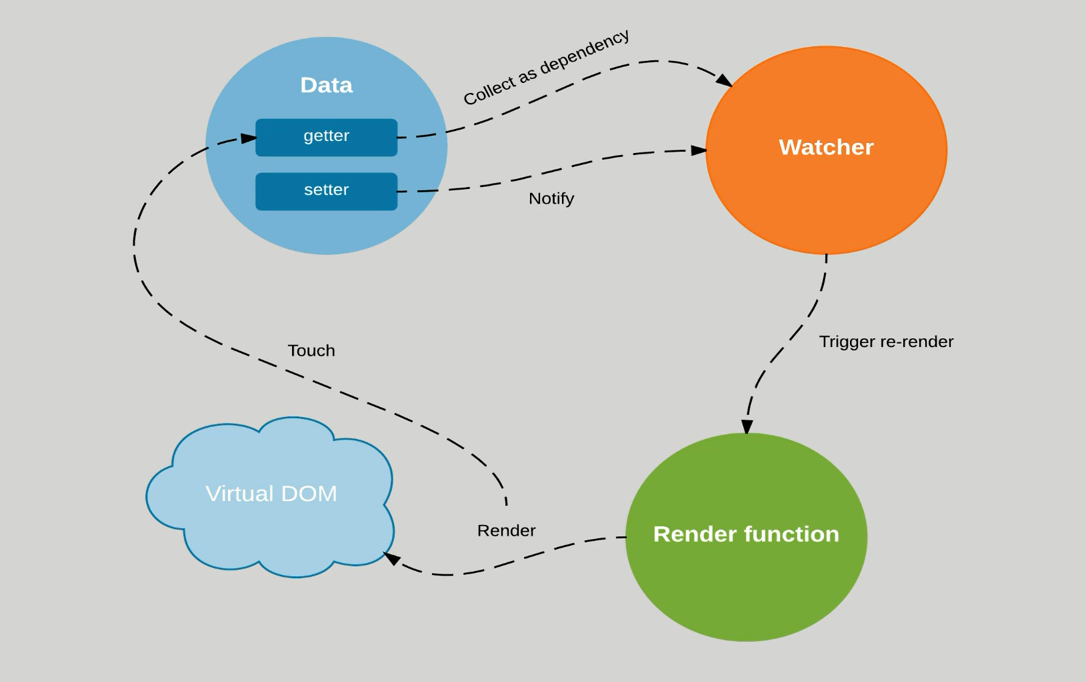 Data
getter
setter
Collect as dependency
Notify
Watcher
Trigger re-render
Touch
Virtual DOM
Render
Render function